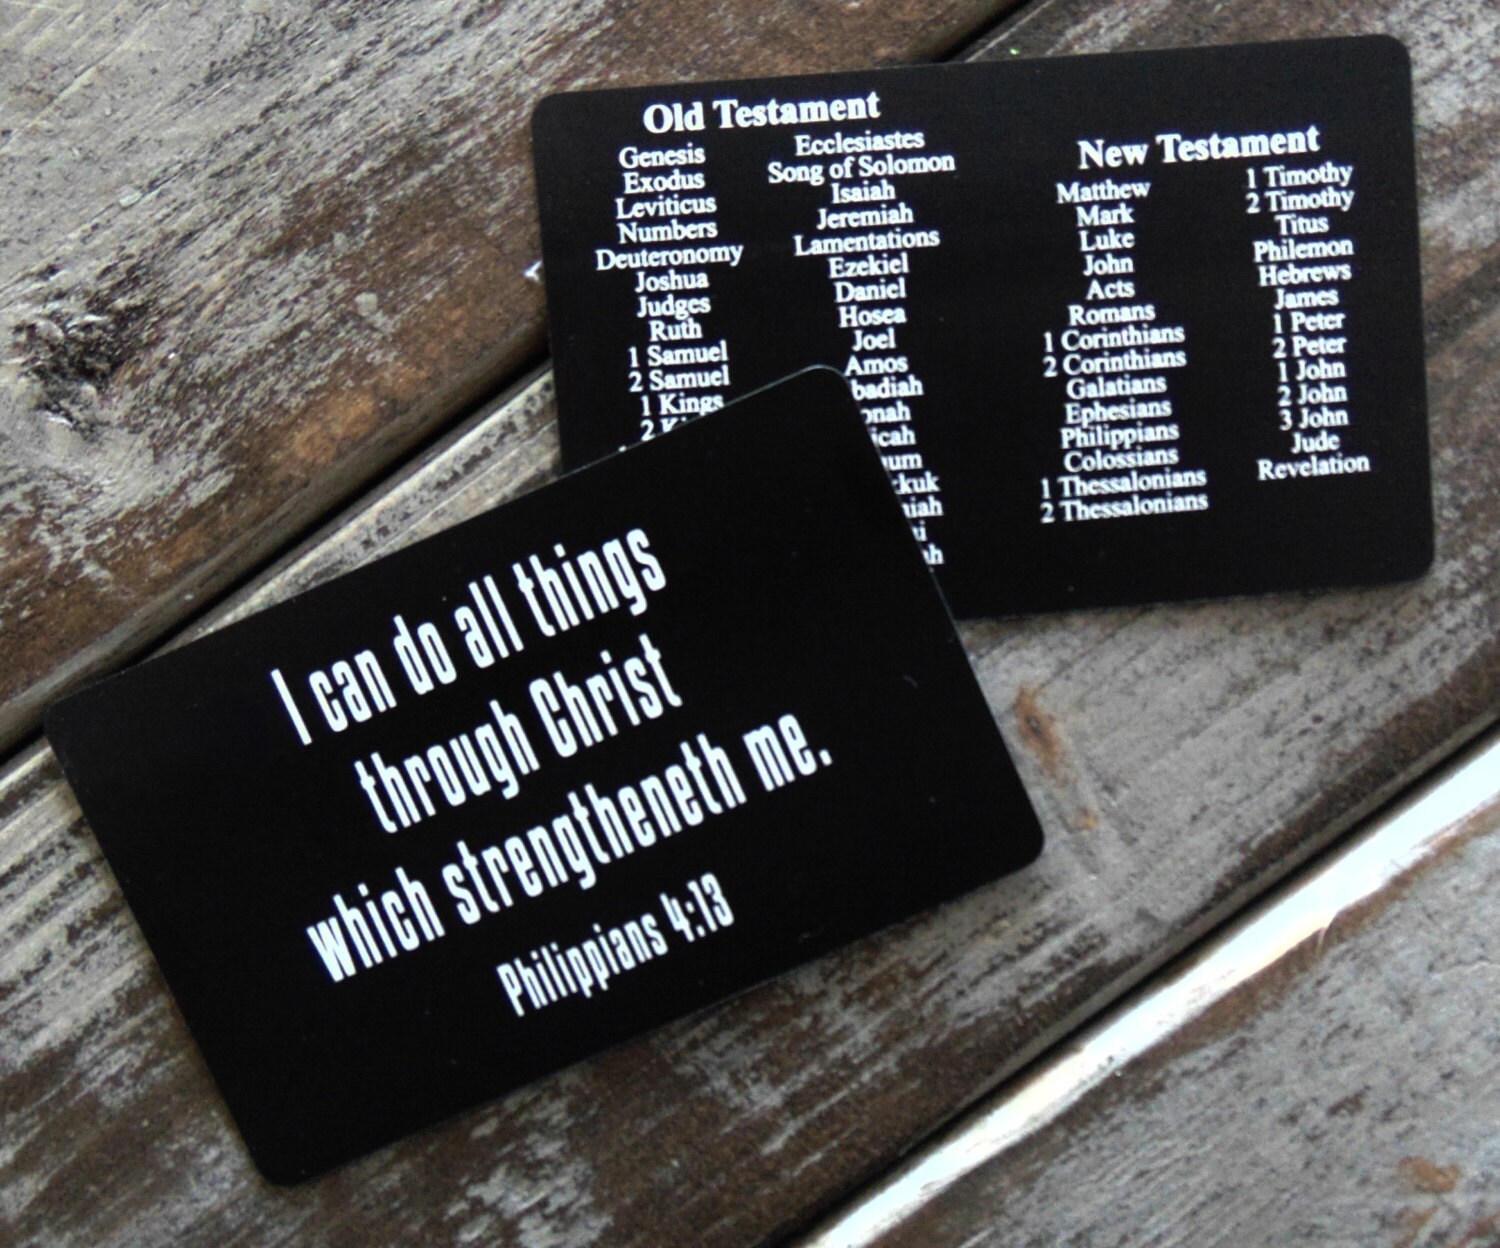 Old Testament
Genesis
Exodus
Leviticus
Numbers
Deuteronomy
Joshua
Judges
Ruth
1 Samuel
2 Samuel
1 Kings
2
Ecclesiastes
Song of Solomon
Isaiah
Jeremiah
Lamentations
Ezekiel
Daniel
Hosea
Joel
Amos
New Testament
Matthew
Mark
Luke
John
Acts
Romans
1 Corinthians
2 Corinthians
Galatians
Ephesians
Philippians
Colossians
1 Thessalonians
2 Thessalonians
1 Timothy
2 Timothy
Titus
Philemon
Hebrews
James
1 Peter
2 Peter
1 John
2 John
3 John
Jude
Revelation
I can do all things
through Christ
which strengtheneth me.
Philippians 4:13